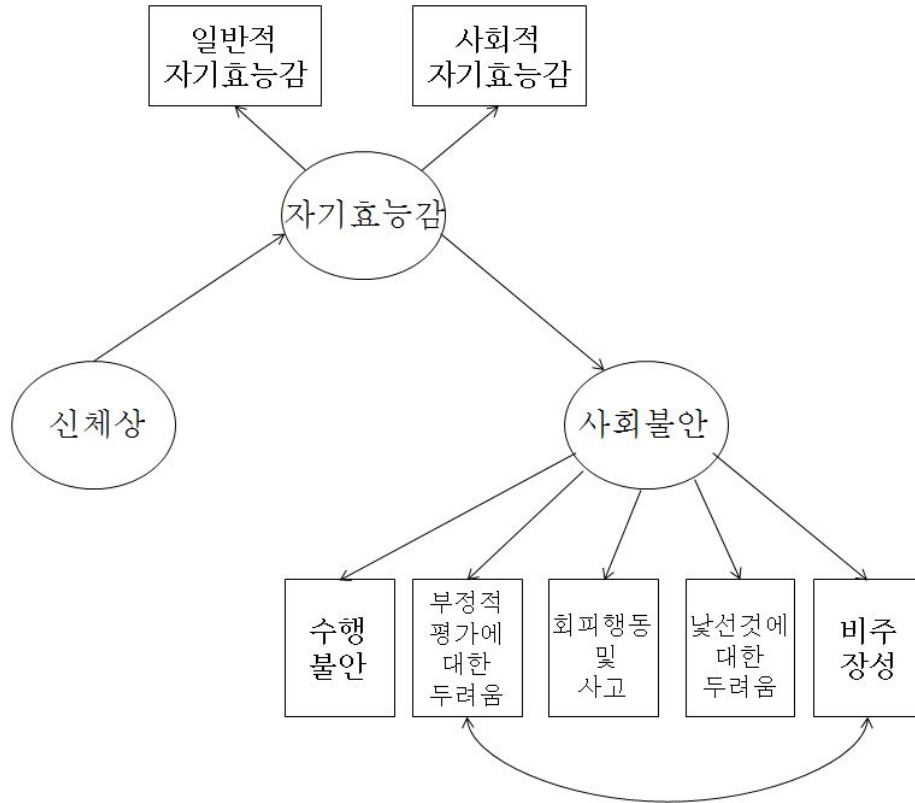 일반적
자기효능감
사회적
자기효능감
자기효능감
신체상
사회불안
수행
불안
부정적
평가에
대한
두려움
회피행동
및
사고
낯선것에
대한
두려움
비주
장성